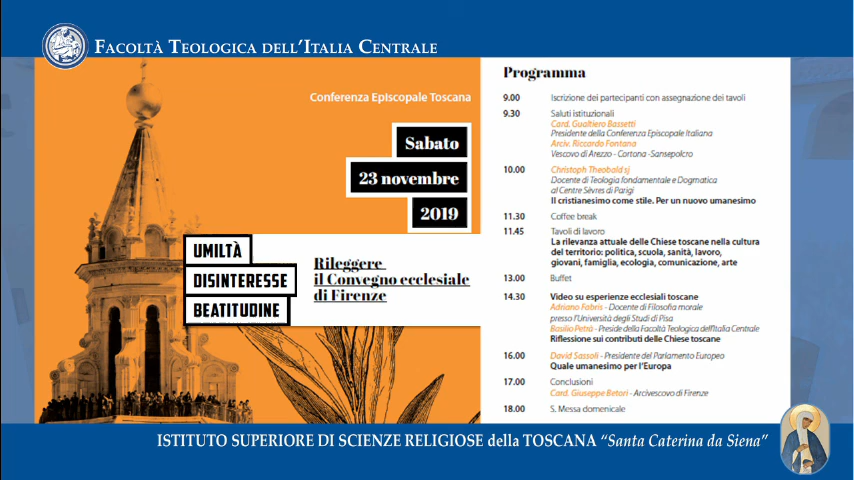 FACOLTÀ TEOLOGICA DELL'ITALIA CENTRALE
Conferenza Episcopale Toscana
Sabato
23 novembre
2019
UMILTÀ
DISINTERESSE
BEATITUDINE
Rileggere
il Convegno ecclesiale
di Firenze
Programma
9.00 Iscrizione dei partecipanti con assegnazione dei tavoli
9.30 Saluti istituzionali
Card. Gualtiero Bassetti
Presidente della Conferenza Episcopale Italiana
Arciv. Riccardo Fontana
Vescovo di Arezzo - Cortona -Sansepolcro
10.00 Christoph Theobald sj
Docente di Teologia fondamentale e Dogmatica
al Centre Sèvres di Parigi
Il cristianesimo come stile. Per un nuovo umanesimo
11.30 Coffee break
11.45 Tavoli di lavoro
La rilevanza attuale delle Chiese toscane nella cultura
del territorio: politica, scuola, sanità, lavoro,
giovani, famiglia, ecologia, comunicazione, arte
13.00 Buffet
14.30 Video su esperienze ecclesiali toscane
Adriano Fabris - Docente di Filosofia morale
presso l'Università degli Studi di Pisa
Basilio Petrà - Preside della Facoltà Teologica dell'Italia Centrale
Riflessione sui contributi delle Chiese toscane
16.00 David Sassoli - Presidente del Parlamento Europeo
Quale umanesimo per l'Europa
17.00 Conclusioni
Card. Giuseppe Betori - Arcivescovo di Firenze
18.00 S. Messa domenicale
ISTITUTO SUPERIORE DI SCIENZE RELIGIOSE della TOSCANA "Santa Caterina da Siena"